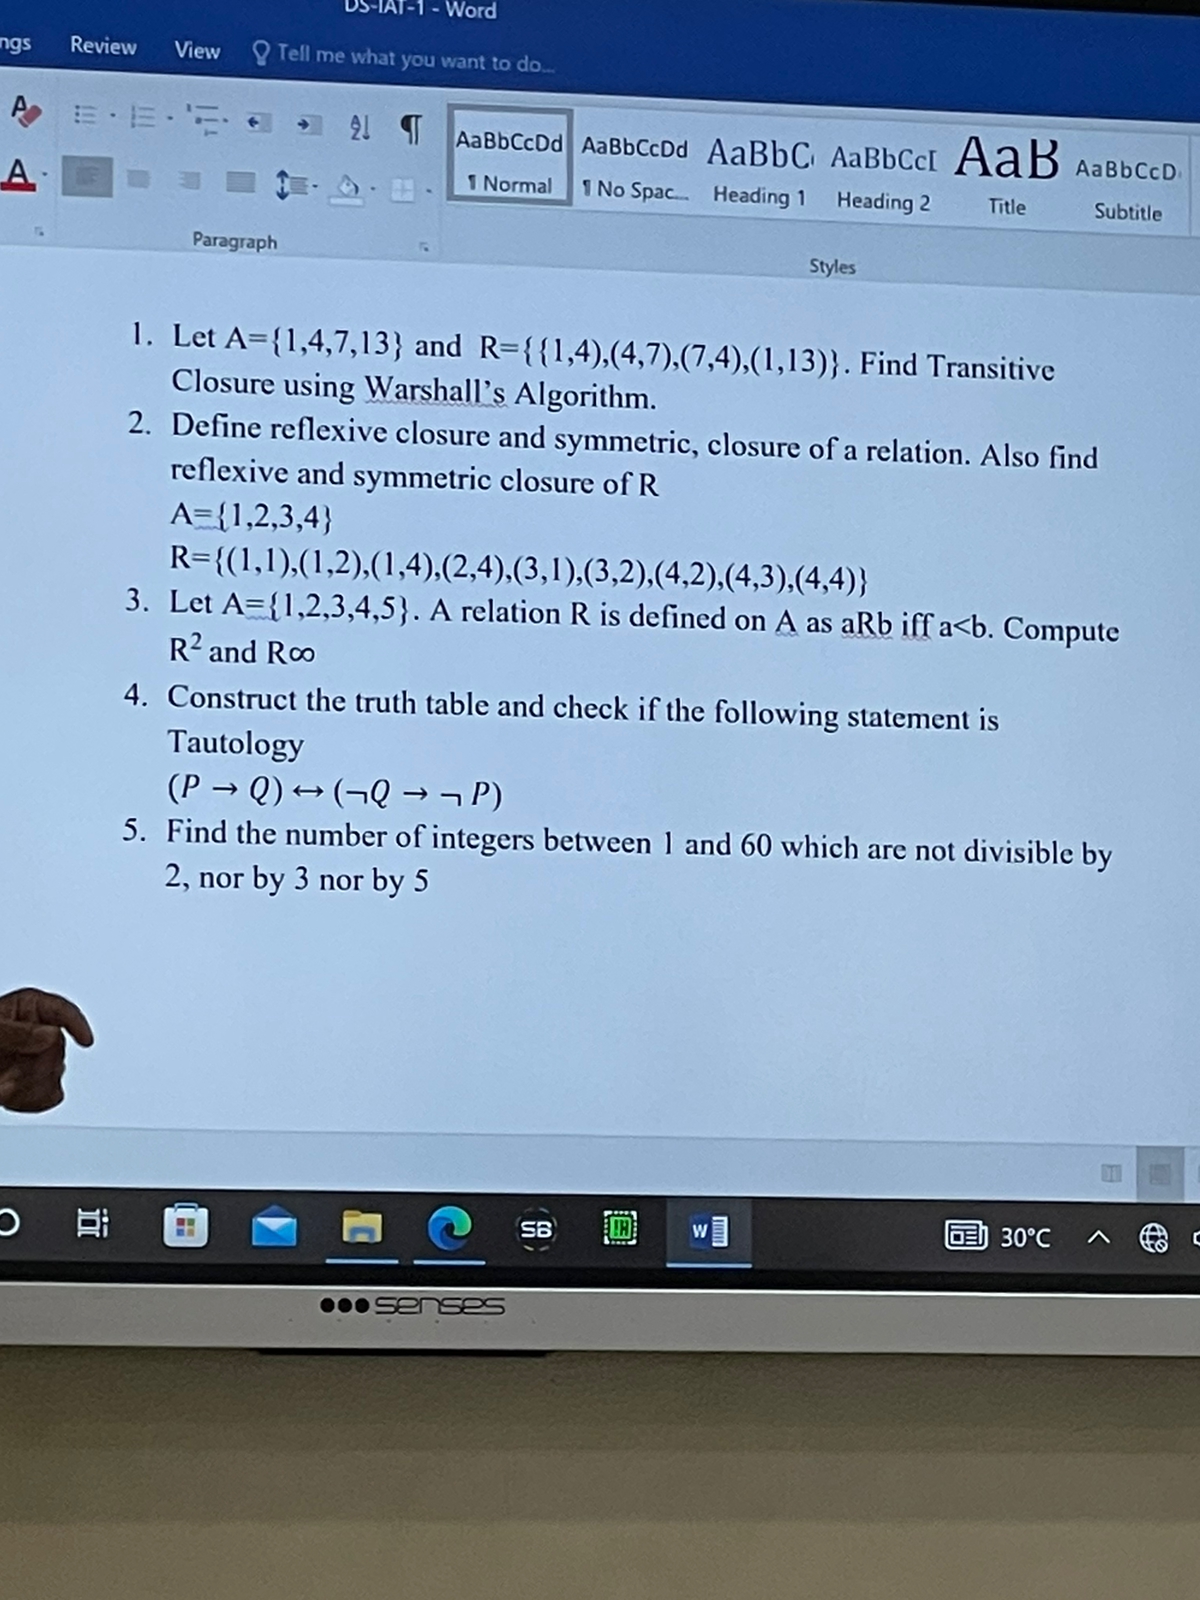 DS-IAT-1 - Word
ngs Review View Tell me what you want to do...
AaBbCcDd AaBbCcDd AaBbC AaBbCcI AaB AaBbCcD
¶ Normal ¶ No Spac... Heading 1 Heading 2 Title Subtitle
Paragraph Styles
1. Let A={1,4,7,13} and R={{1,4),(4,7),(7,4),(1,13)}. Find Transitive
Closure using Warshall's Algorithm.
2. Define reflexive closure and symmetric, closure of a relation. Also find
reflexive and symmetric closure of R
A={1,2,3,4}
R={(1,1),(1,2),(1,4),(2,4),(3,1),(3,2),(4,2),(4,3),(4,4)}
3. Let A={1,2,3,4,5}. A relation R is defined on A as aRb iff a<b. Compute
R² and R∞
4. Construct the truth table and check if the following statement is
Tautology
(P → Q) ↔ (¬Q → ¬ P)
5. Find the number of integers between 1 and 60 which are not divisible by
2, nor by 3 nor by 5
SB W 30°C
senses